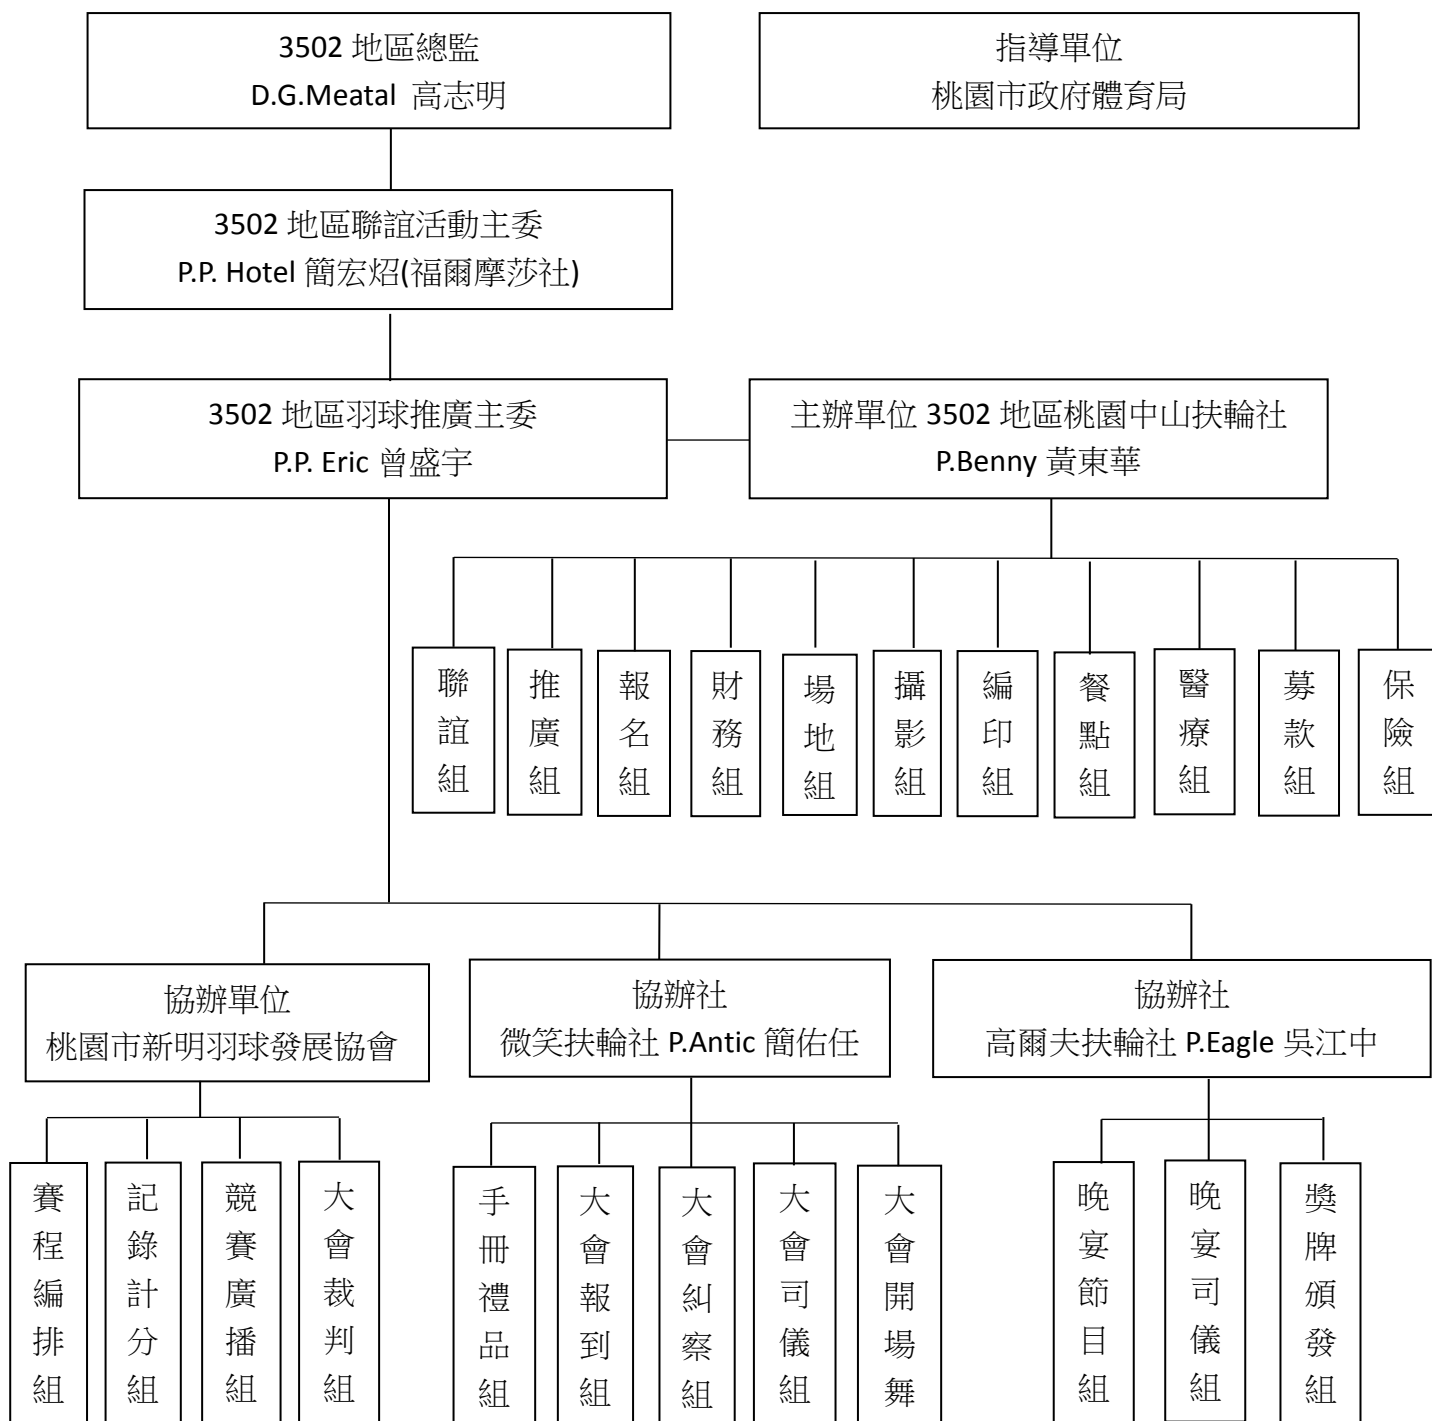 3502 地區總監
D.G.Meatal 高志明
指導單位
桃園市政府體育局
3502 地區聯誼活動主委
P.P. Hotel 簡宏炤(福爾摩莎社)
3502 地區羽球推廣主委
P.P. Eric 曾盛宇
主辦單位 3502 地區桃園中山扶輪社
P.Benny 黃東華
聯誼組
推廣組
報名組
財務組
場地組
攝影組
編印組
餐點組
醫療組
募款組
保險組
協辦單位
桃園市新明羽球發展協會
協辦社
微笑扶輪社 P.Antic 簡佑任
協辦社
高爾夫扶輪社 P.Eagle 吳江中
賽程編排組
記錄計分組
競賽廣播組
大會裁判組
手冊禮品組
大會報到組
大會糾察組
大會司儀組
大會開場舞
晚宴節目組
晚宴司儀組
獎牌頒發組